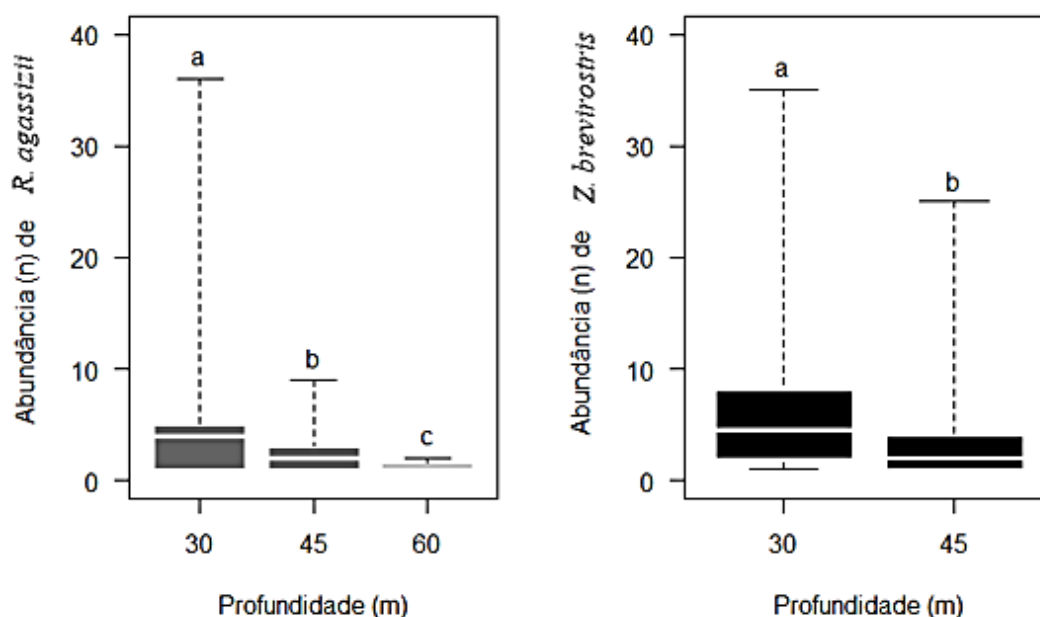 Abundância (n) de R. agassizii
40
30
20
10
0
a
b
c
30 45 60
Profundidade (m)
Abundância (n) de Z. brevirostris
40
30
20
10
0
a
b
30 45
Profundidade (m)